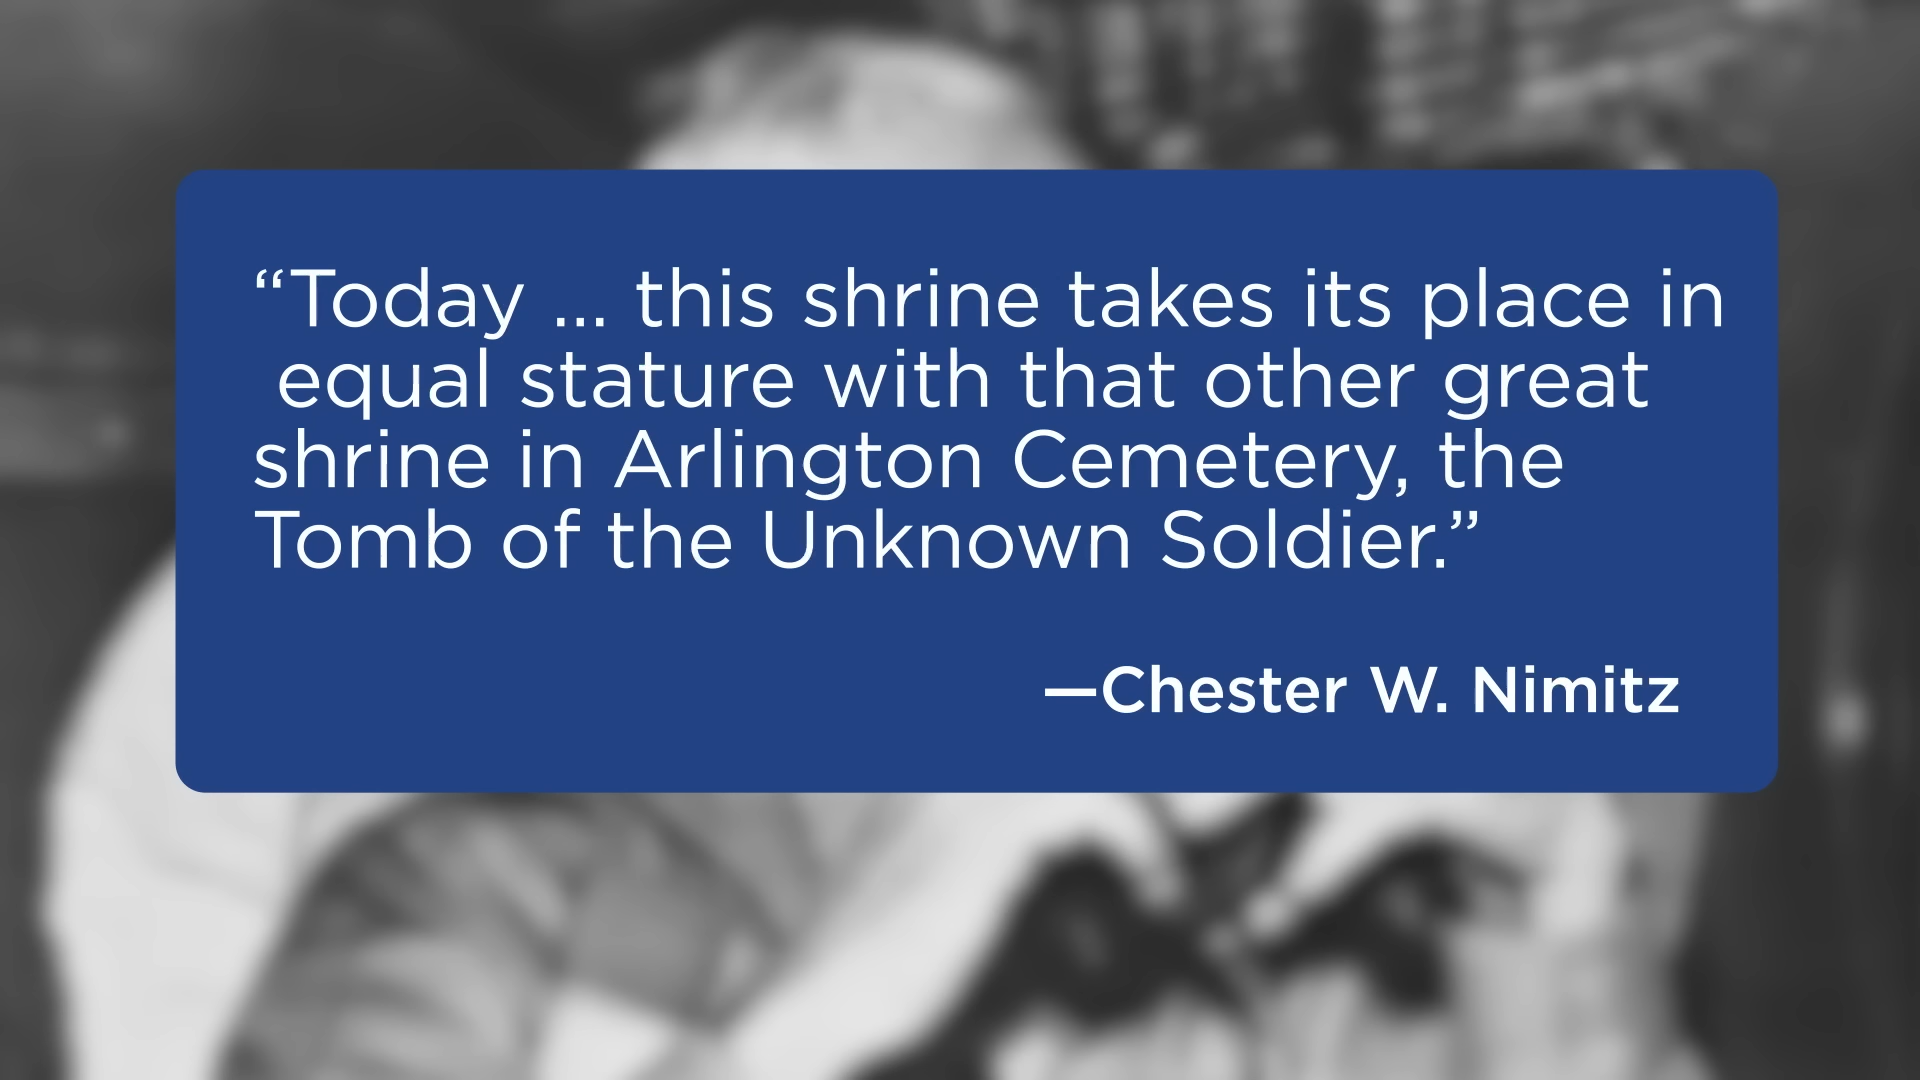 “Today ... this shrine takes its place in
equal stature with that other great
shrine in Arlington Cemetery, the
Tomb of the Unknown Soldier.”
—Chester W. Nimitz